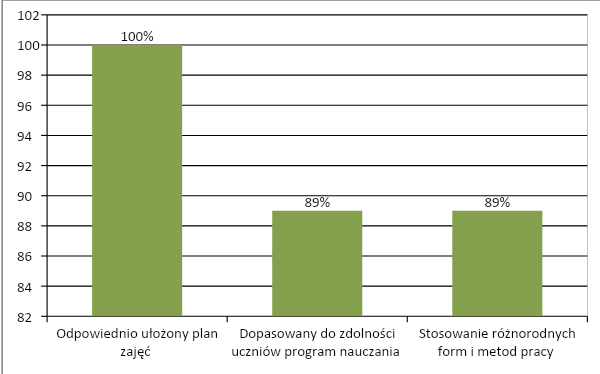 102
100
98
96
94
92
90
88
86
84
82
100%
89%
89%
Odpowiednio ułożony plan
zajęć
Dopasowany do zdolności
uczniów program nauczania
Stosowanie różnorodnych
form i metod pracy